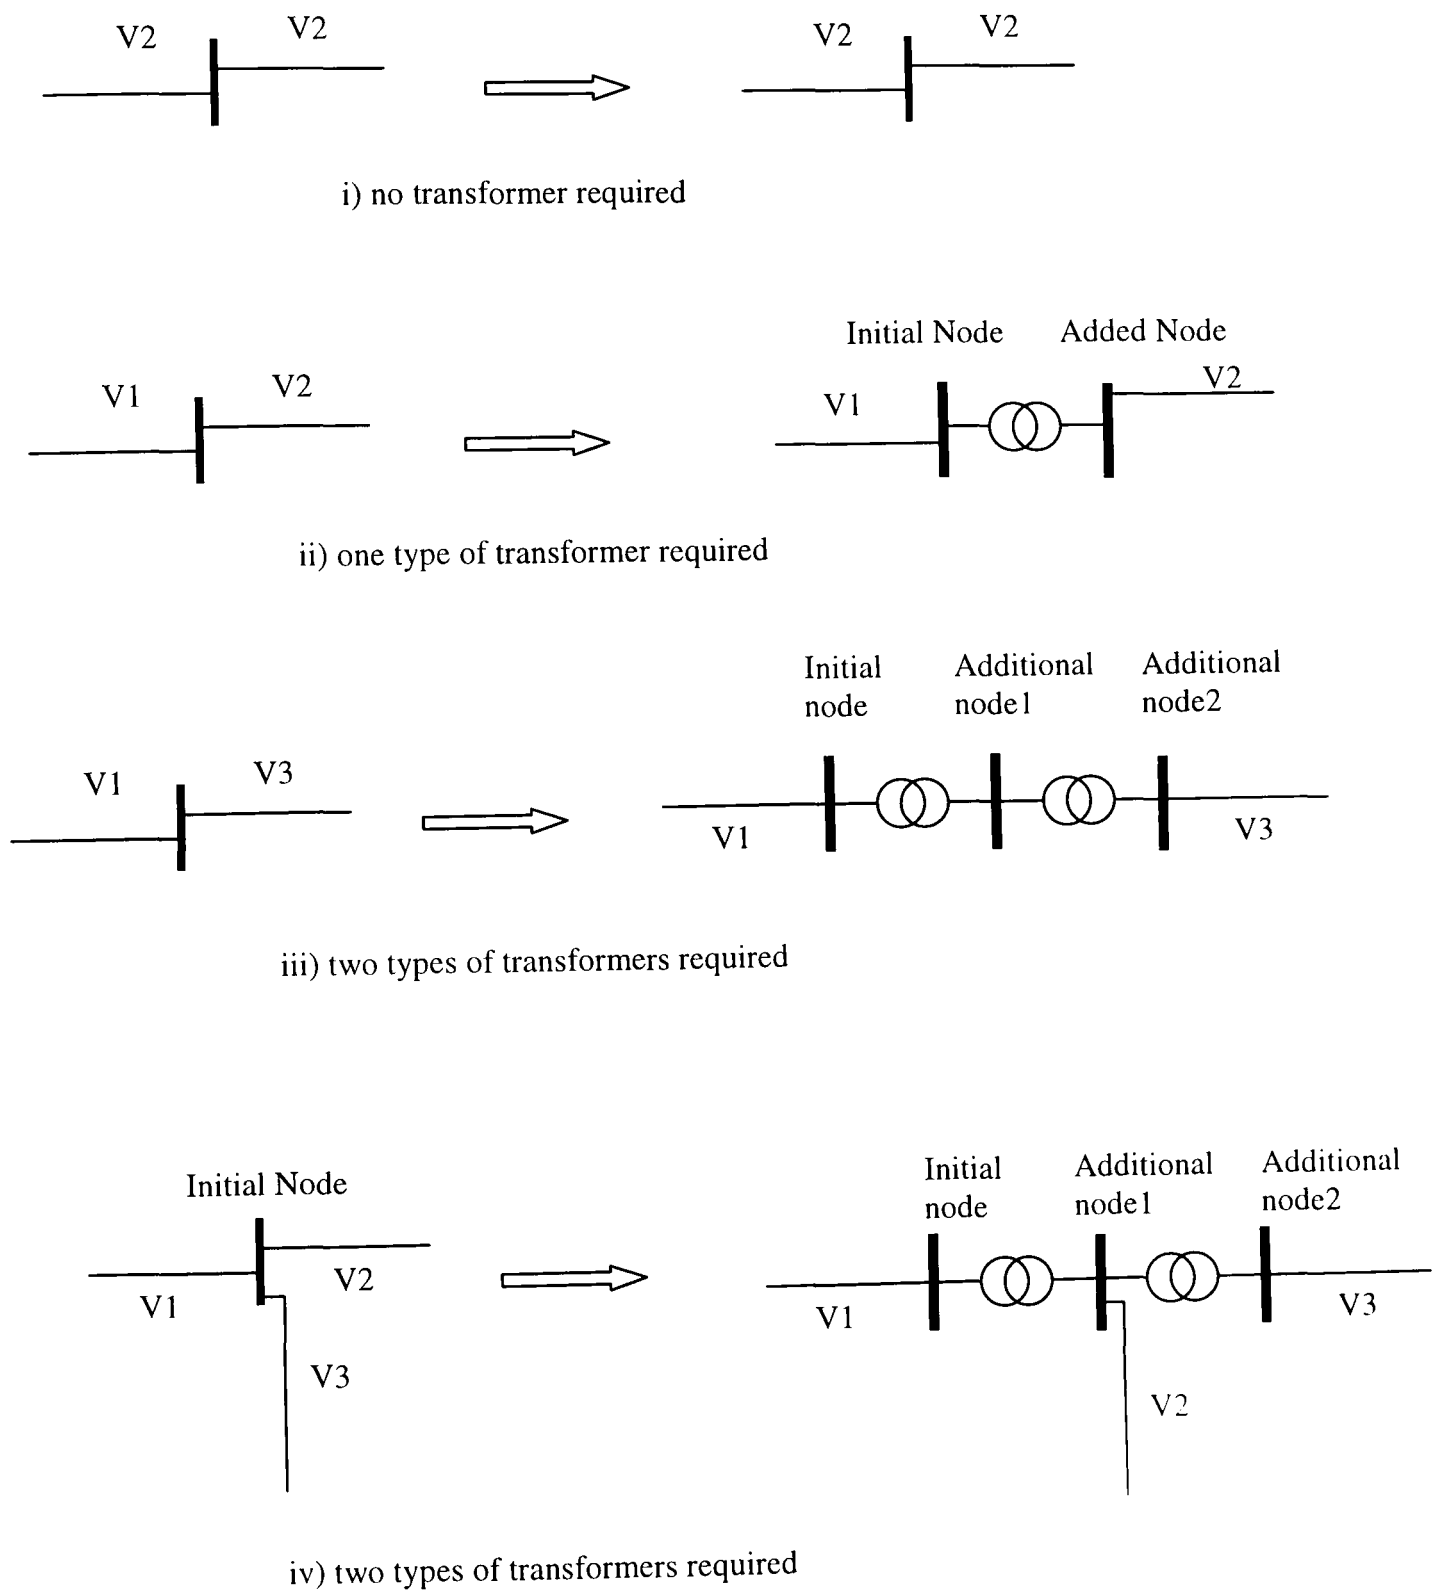 V2 V2 V2 V2
i) no transformer required
Initial Node Added Node
V1 V2 V1 V2
ii) one type of transformer required
Initial Additional Additional
node node1 node2
V1 V3
V1 V3
iii) two types of transformers required
Initial Additional Additional
node node1 node2
Initial Node
V1 V2 V1 V3
V3 V2
iv) two types of transformers required